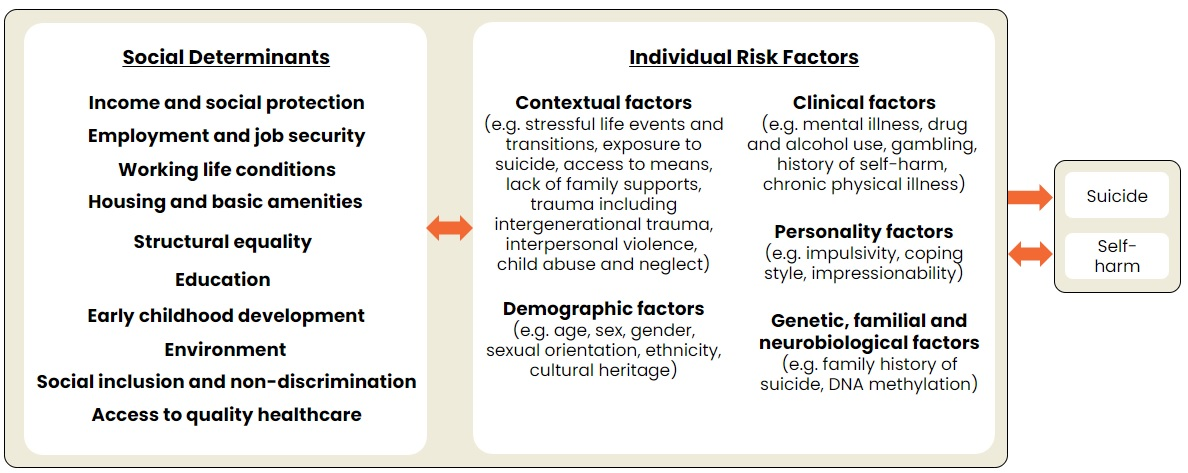 Social Determinants
Income and social protection
Employment and job security
Working life conditions
Housing and basic amenities
Structural equality
Education
Early childhood development
Environment
Social inclusion and non-discrimination
Access to quality healthcare
Individual Risk Factors
Contextual factors
(e.g. stressful life events and
transitions, exposure to
suicide, access to means,
lack of family supports,
trauma including
intergenerational trauma,
interpersonal violence,
child abuse and neglect)
Demographic factors
(e.g. age, sex, gender,
sexual orientation, ethnicity,
cultural heritage)
Clinical factors
(e.g. mental illness, drug
and alcohol use, gambling,
history of self-harm,
chronic physical illness)
Personality factors
(e.g. impulsivity, coping
style, impressionability)
Genetic, familial and
neurobiological factors
(e.g. family history of
suicide, DNA methylation)
Suicide
Self-
harm